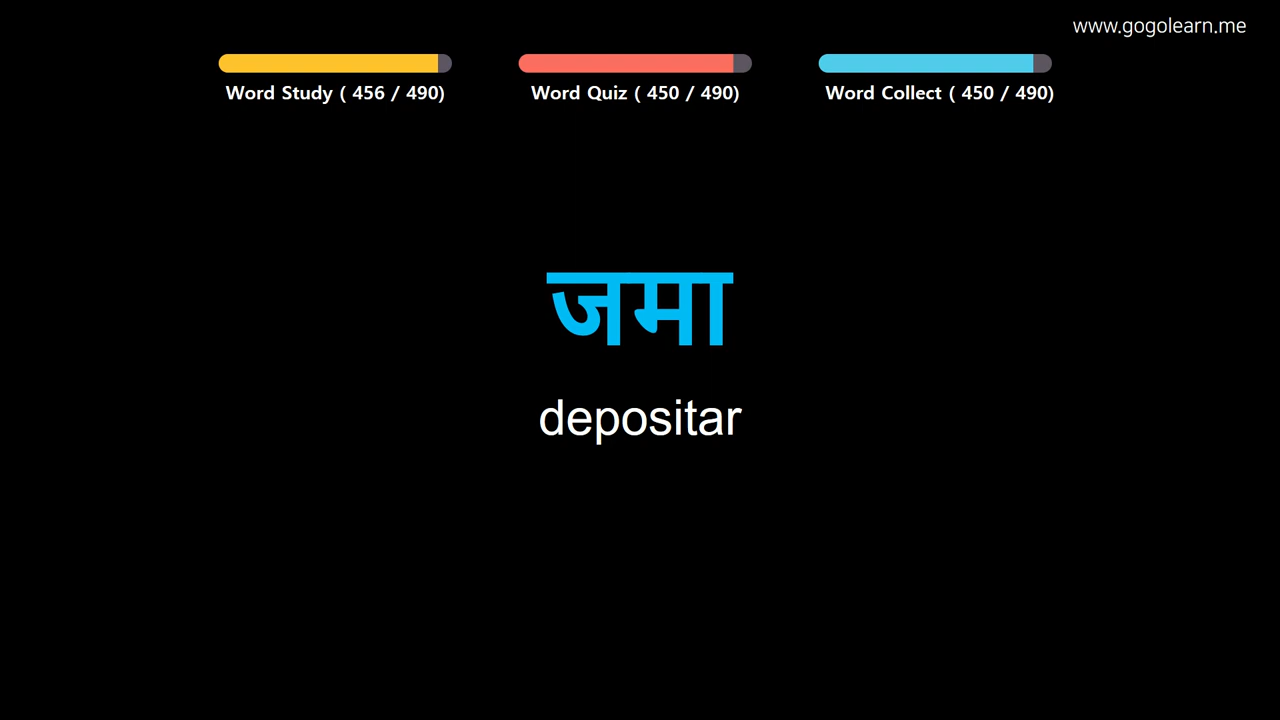 www.gogolearn.me
Word Study ( 456 / 490)
Word Quiz ( 450 / 490)
Word Collect ( 450 / 490)
जमा
depositar